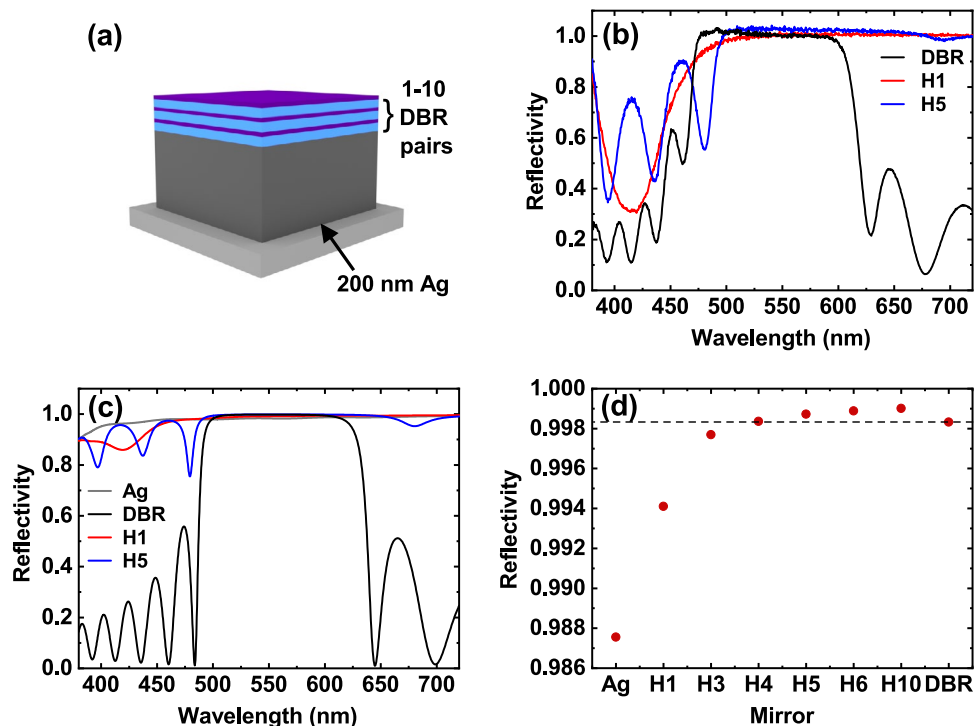 (a)
1-10
DBR
pairs
200 nm Ag
(b)
DBR
H1
H5
Reflectivity
1.0
0.8
0.6
0.4
0.2
0.0
400 450 500 550 600 650 700
Wavelength (nm)
(c)
Ag
DBR
H1
H5
Reflectivity
1.0
0.8
0.6
0.4
0.2
0.0
400 450 500 550 600 650 700
Wavelength (nm)
(d)
Reflectivity
1.000
0.998
0.996
0.994
0.992
0.990
0.988
0.986
Ag H1 H3 H4 H5 H6 H10 DBR
Mirror